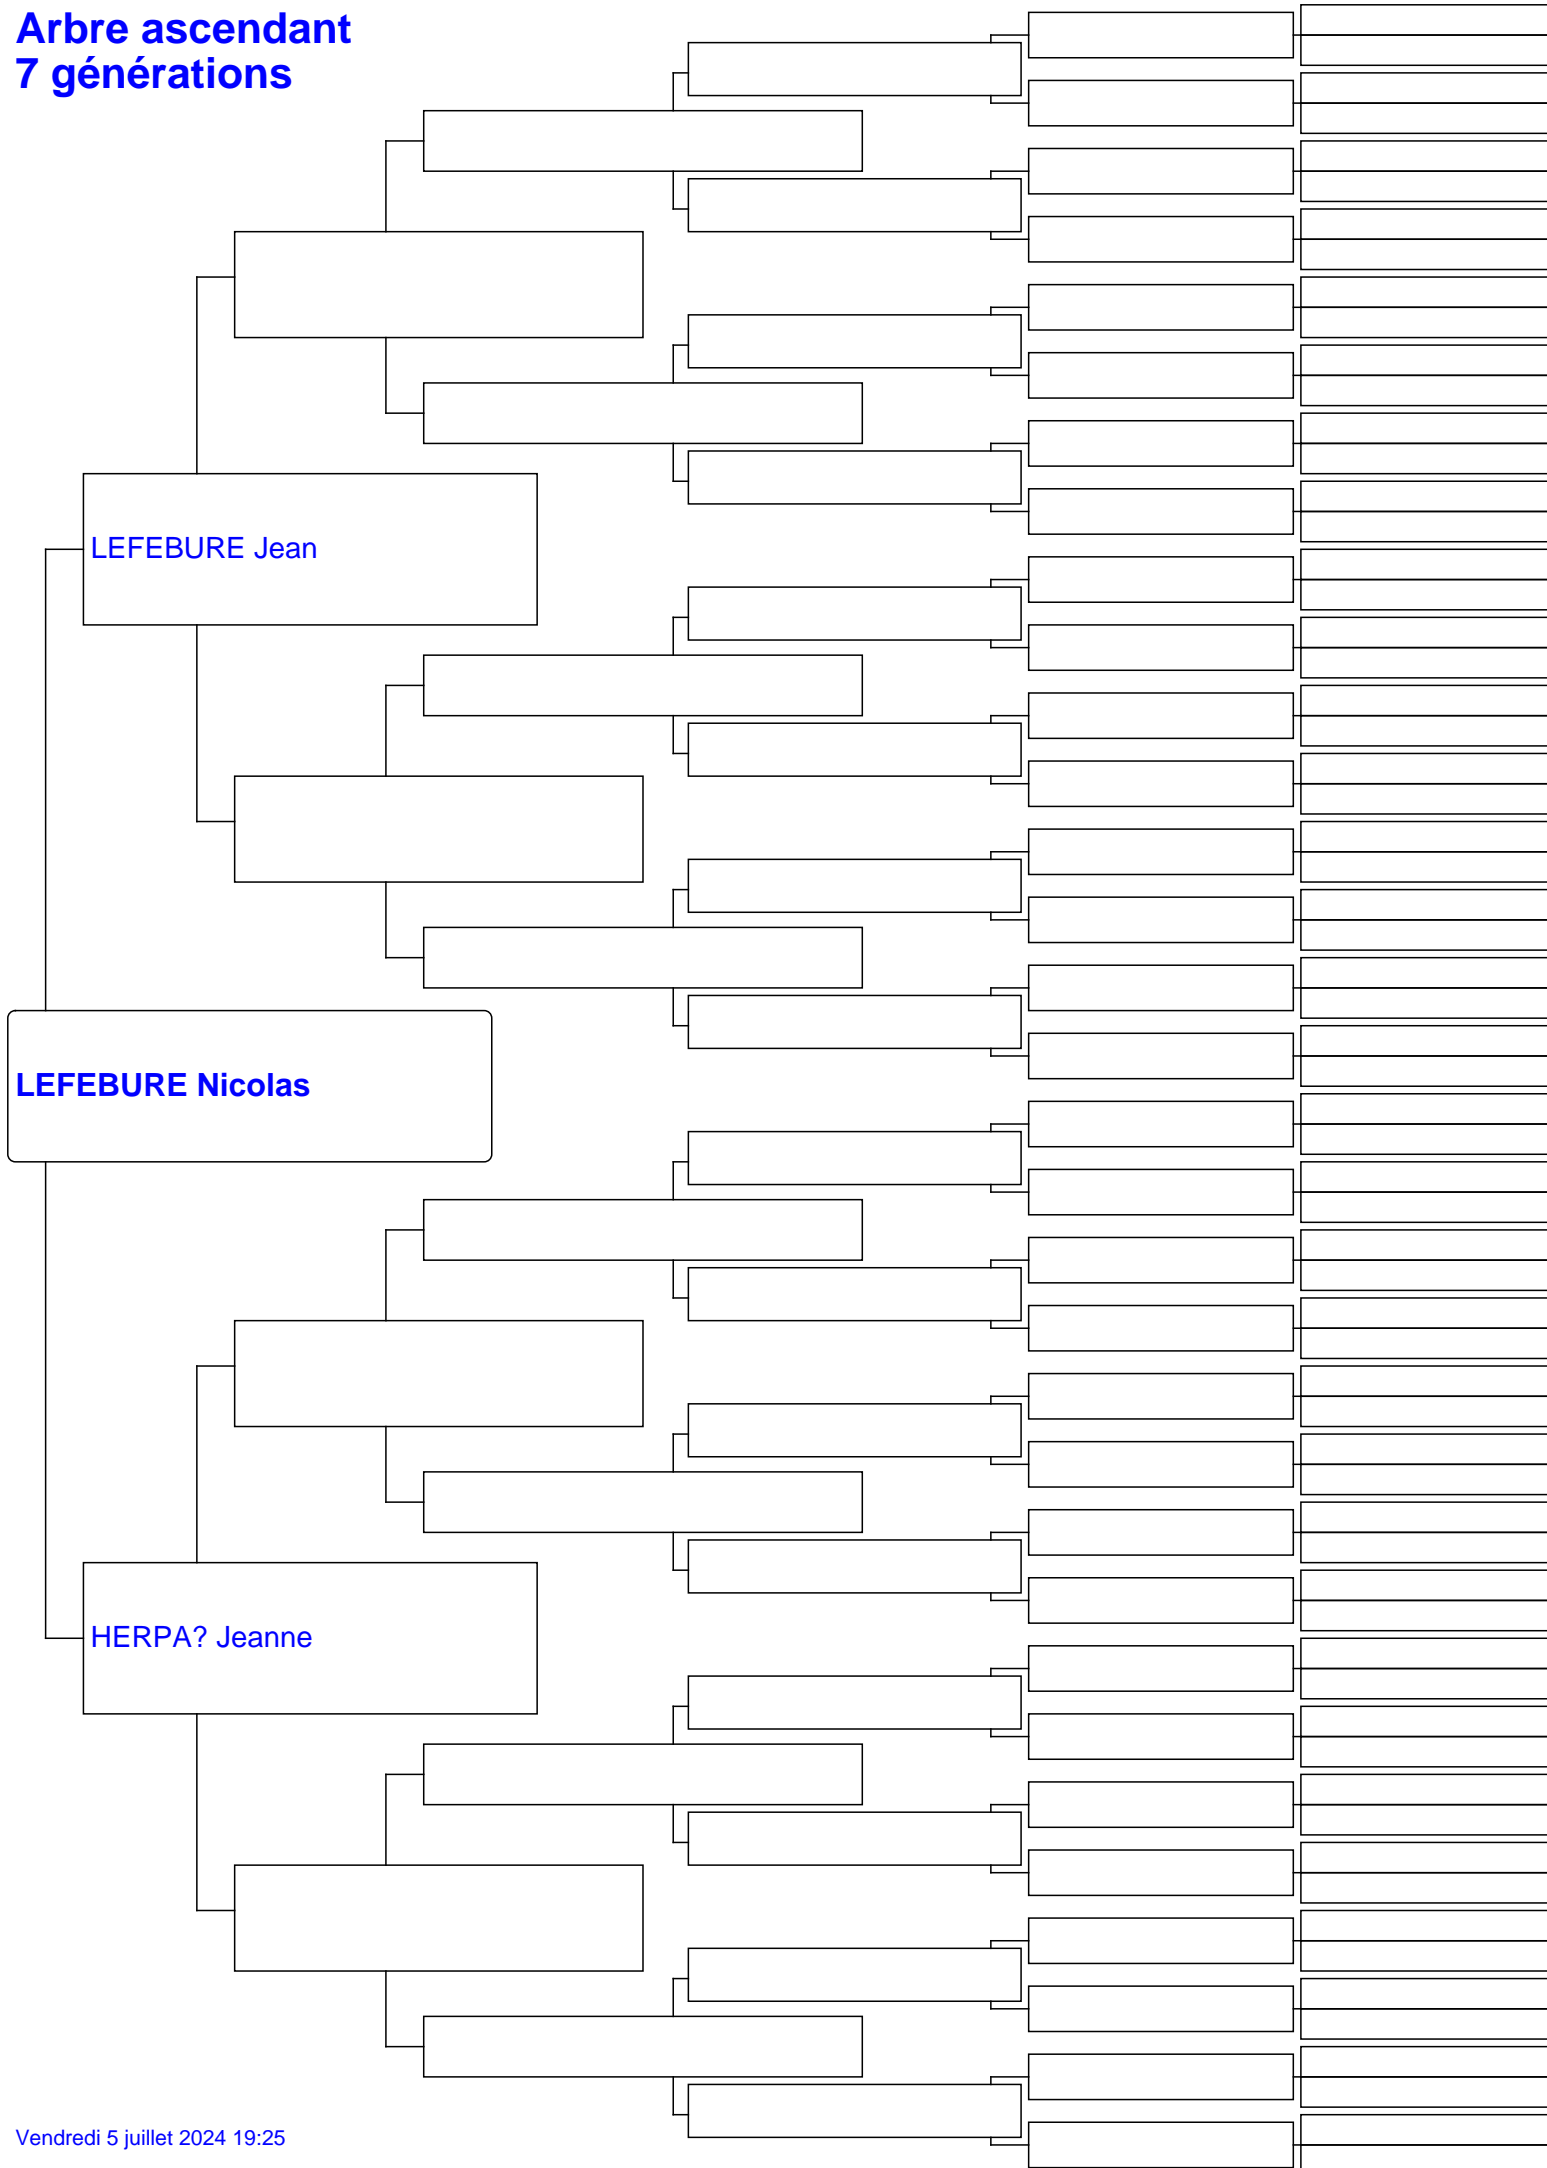 Arbre ascendant
7 générations
LEFEBURE Jean
LEFEBURE Nicolas
HERPA? Jeanne
Vendredi 5 juillet 2024 19:25